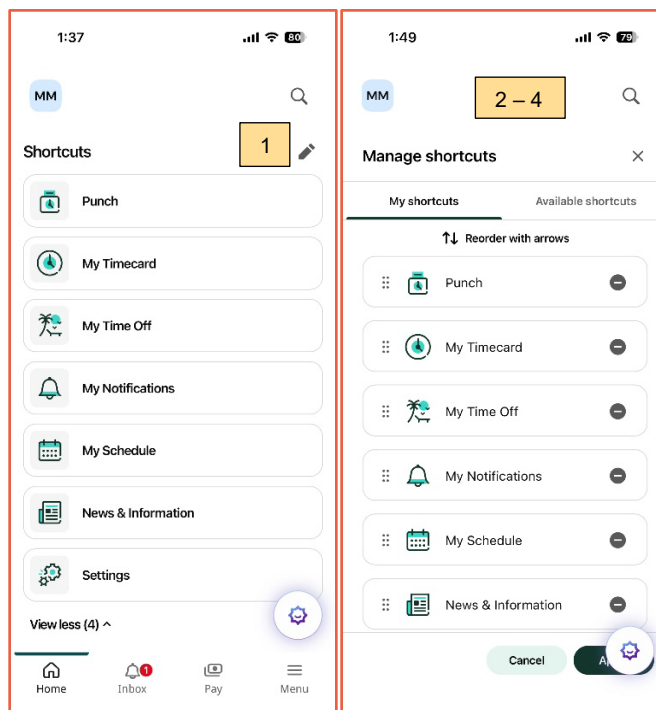 1:37
80
MM
1
Shortcuts
Punch
My Timecard
My Time Off
My Notifications
My Schedule
News & Information
Settings
View less (4)
1
Home
Inbox
Pay
Menu
1:49
79
MM
2 – 4
Manage shortcuts
My shortcuts
Available shortcuts
Reorder with arrows
Punch
My Timecard
My Time Off
My Notifications
My Schedule
News & Information
Cancel